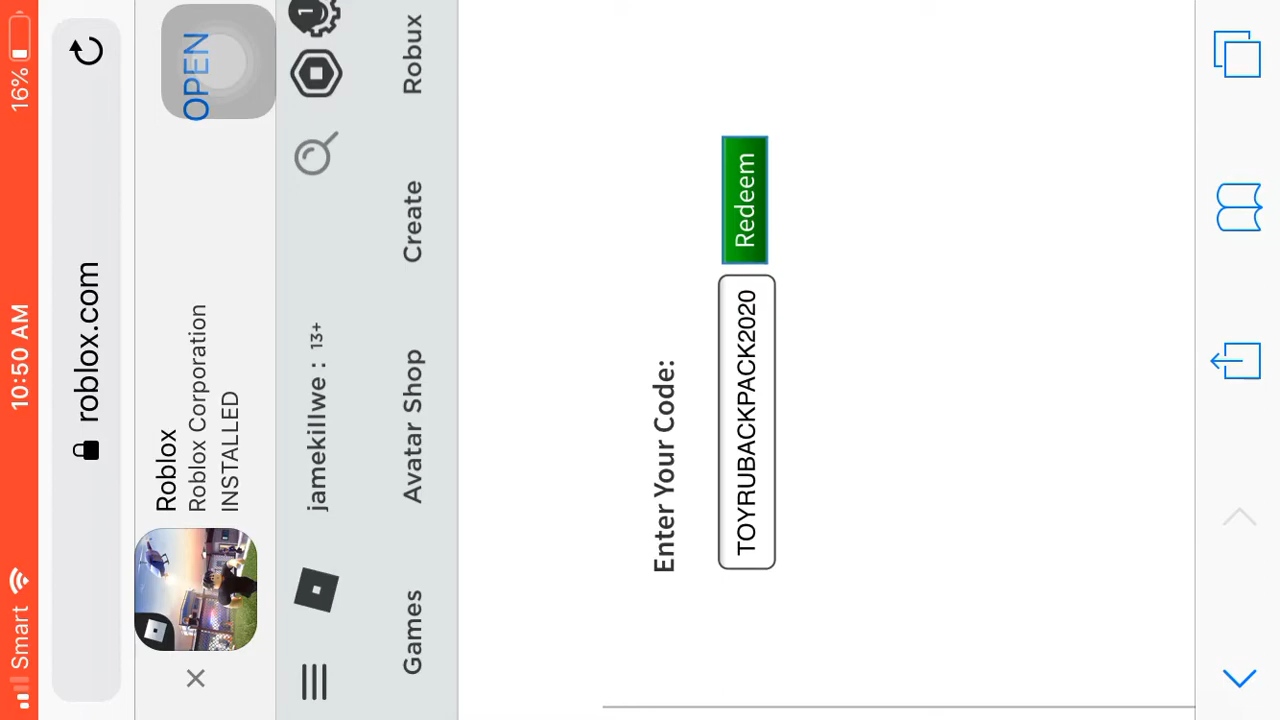 Smart 10:50 AM 16%
roblox.com
Roblox
Roblox Corporation
INSTALLED
OPEN
jamekillwe : 13+
1
Games Avatar Shop Create Robux
Enter Your Code:
TOYRUBACKPACK2020 Redeem